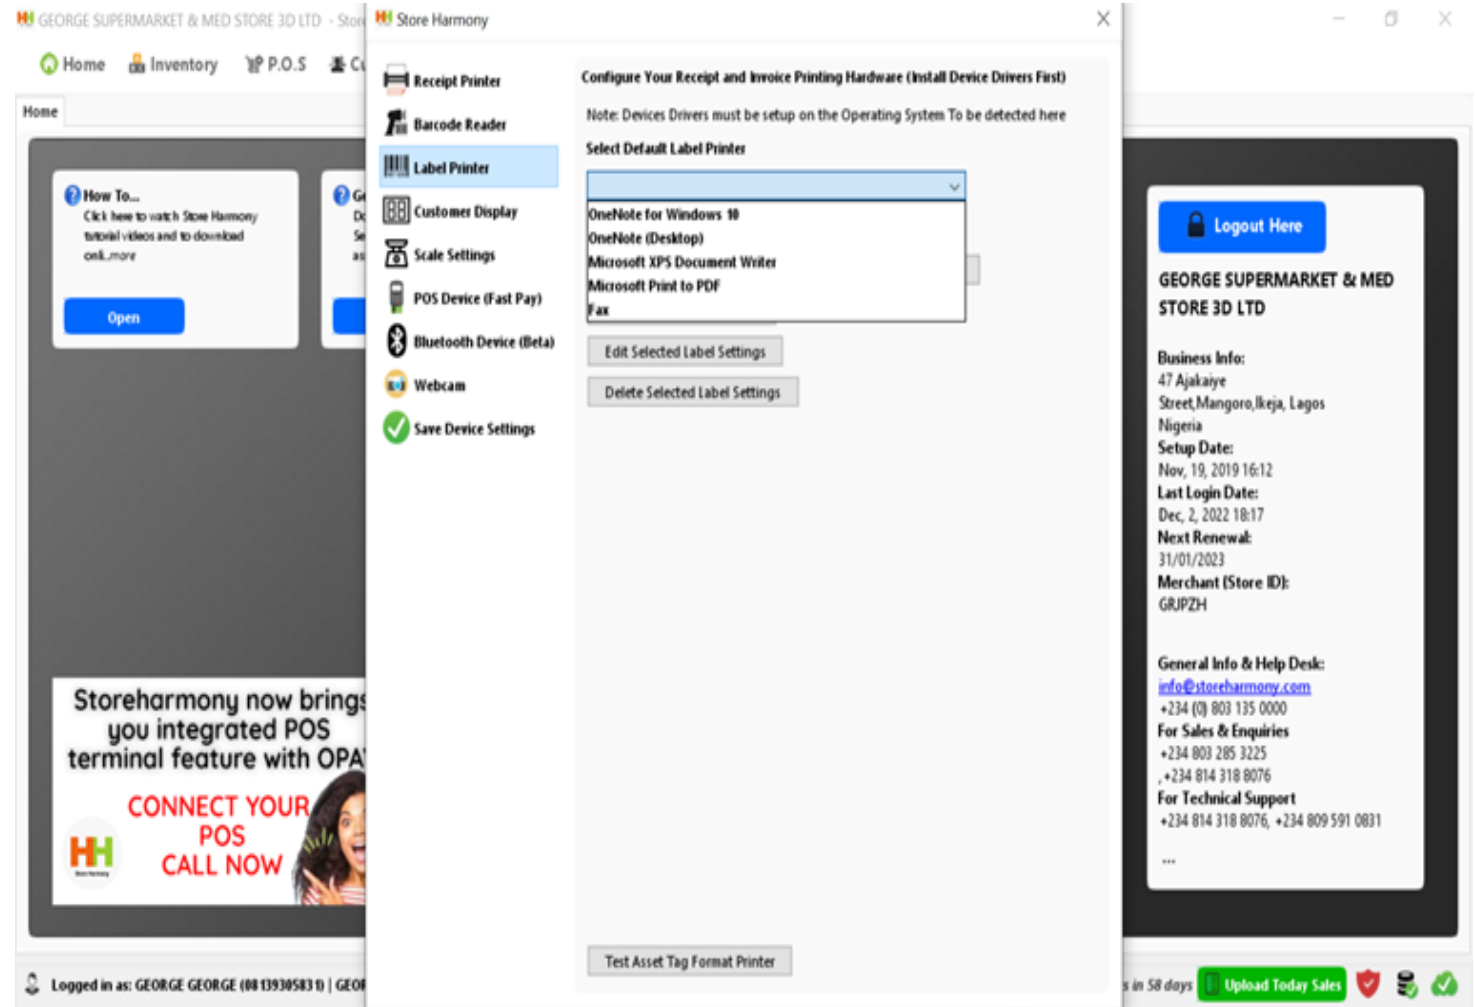 GEORGE SUPERMARKET & MED STORE 3D LTD - Stor
Store Harmony
Home
Inventory
P.O.S
Home
How To...
Click here to watch Store Harmony
tutorial videos and to download
onli..more
Open
Receipt Printer
Barcode Reader
Label Printer
Customer Display
Scale Settings
POS Device (Fast Pay)
Bluetooth Device (Beta)
Webcam
Save Device Settings
Configure Your Receipt and Invoice Printing Hardware (Install Device Drivers First)
Note: Devices Drivers must be setup on the Operating System To be detected here
Select Default Label Printer
OneNote for Windows 10
OneNote (Desktop)
Microsoft XPS Document Writer
Microsoft Print to PDF
Fax
Edit Selected Label Settings
Delete Selected Label Settings
Test Asset Tag Format Printer
Logout Here
GEORGE SUPERMARKET & MED
STORE 3D LTD
Business Info:
47 Ajakaiye
Street,Mangoro,Ikeja, Lagos
Nigeria
Setup Date:
Nov, 19, 2019 16:12
Last Login Date:
Dec, 2, 2022 18:17
Next Renewal:
31/01/2023
Merchant (Store ID):
GRJPZH
General Info & Help Desk:
info@storeharmony.com
+234 (0) 803 135 0000
For Sales & Enquiries
+234 803 285 3225
,+234 814 318 8076
For Technical Support
+234 814 318 8076, +234 809 591 0831
...
Storeharmony now brings
you integrated POS
terminal feature with OPA
CONNECT YOUR
POS
CALL NOW
HH
Logged in as: GEORGE GEORGE (08139305831) | GEOR
s in 58 days
Upload Today Sales